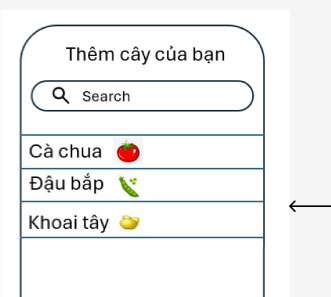 Thêm cây của bạn
Search
Cà chua
Đậu bắp
Khoai tây